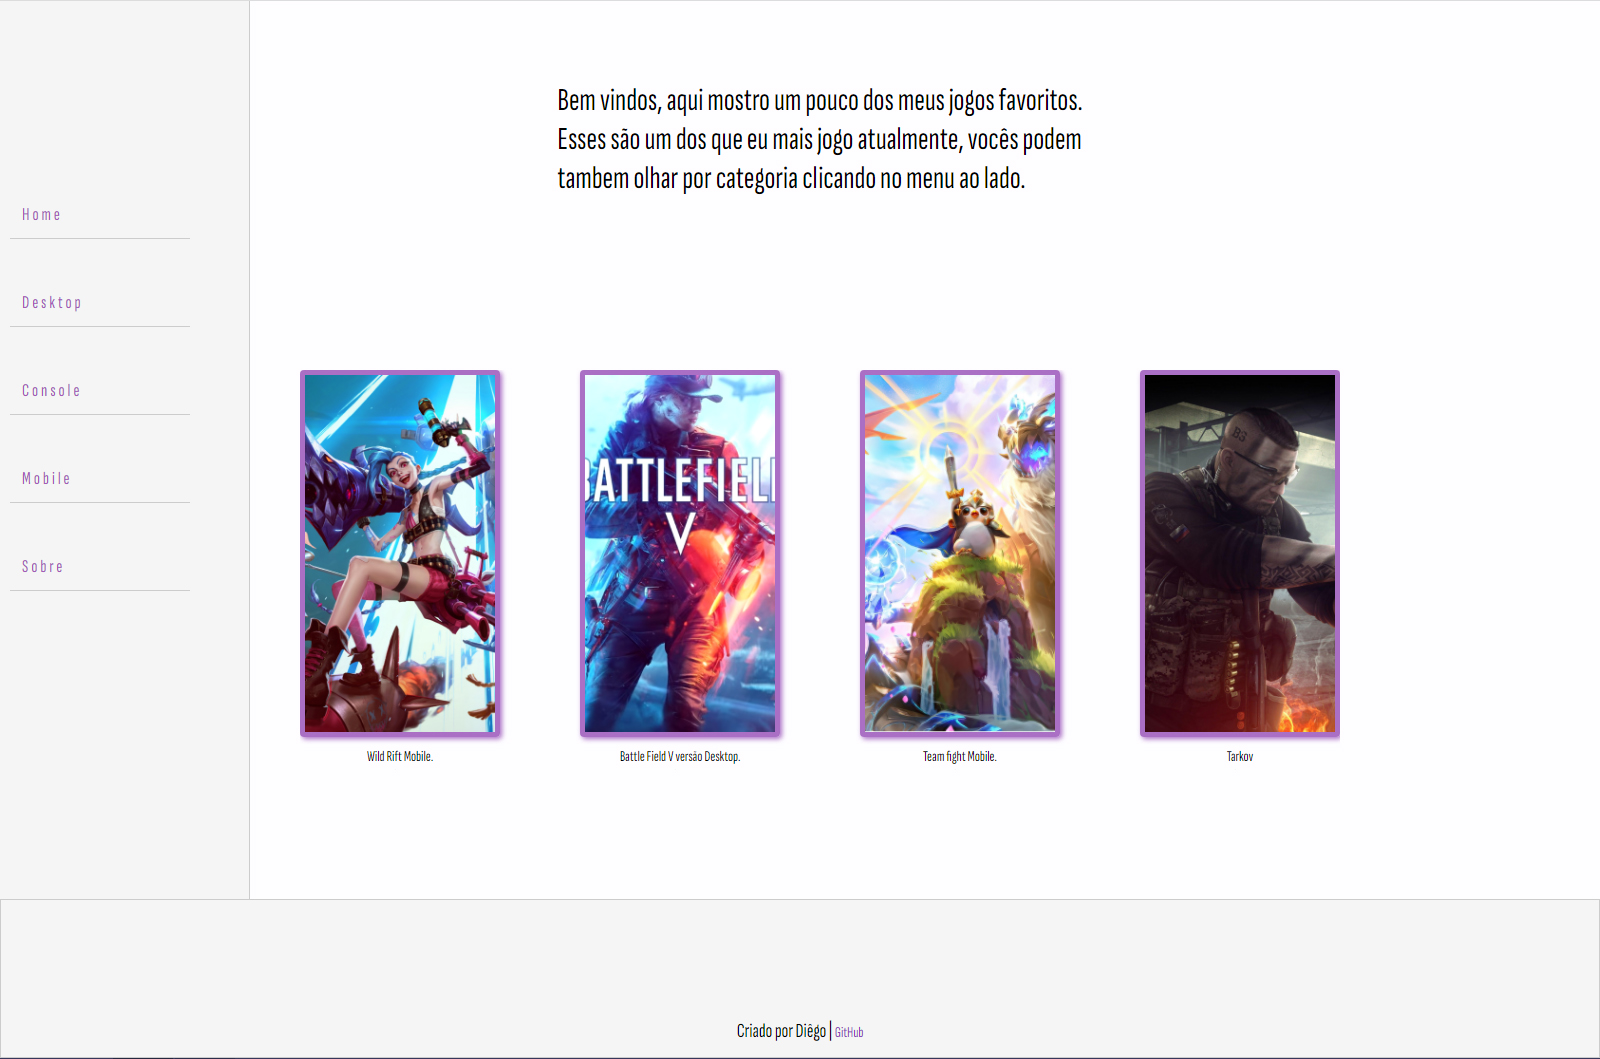 Bem vindos, aqui mostro um pouco dos meus jogos favoritos.
Esses são um dos que eu mais jogo atualmente, vocês podem
tambem olhar por categoria clicando no menu ao lado.
Home
Desktop
Console
Mobile
Sobre
BATTLEFIEL
V
BG
Wild Rift Mobile.
Battle Field V versão Desktop.
Team fight Mobile.
Tarkov
Criado por Diêgo | GitHub